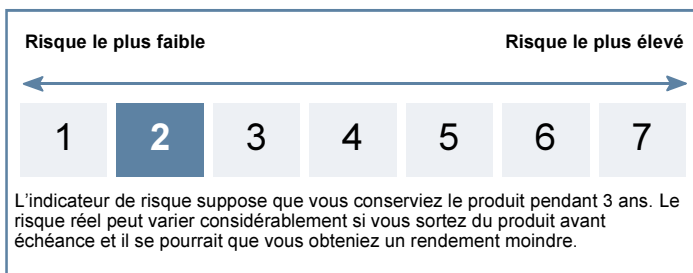 Risque le plus faible Risque le plus élevé
1 2 3 4 5 6 7
L'indicateur de risque suppose que vous conserviez le produit pendant 3 ans. Le
risque réel peut varier considérablement si vous sortez du produit avant
échéance et il se pourrait que vous obteniez un rendement moindre.